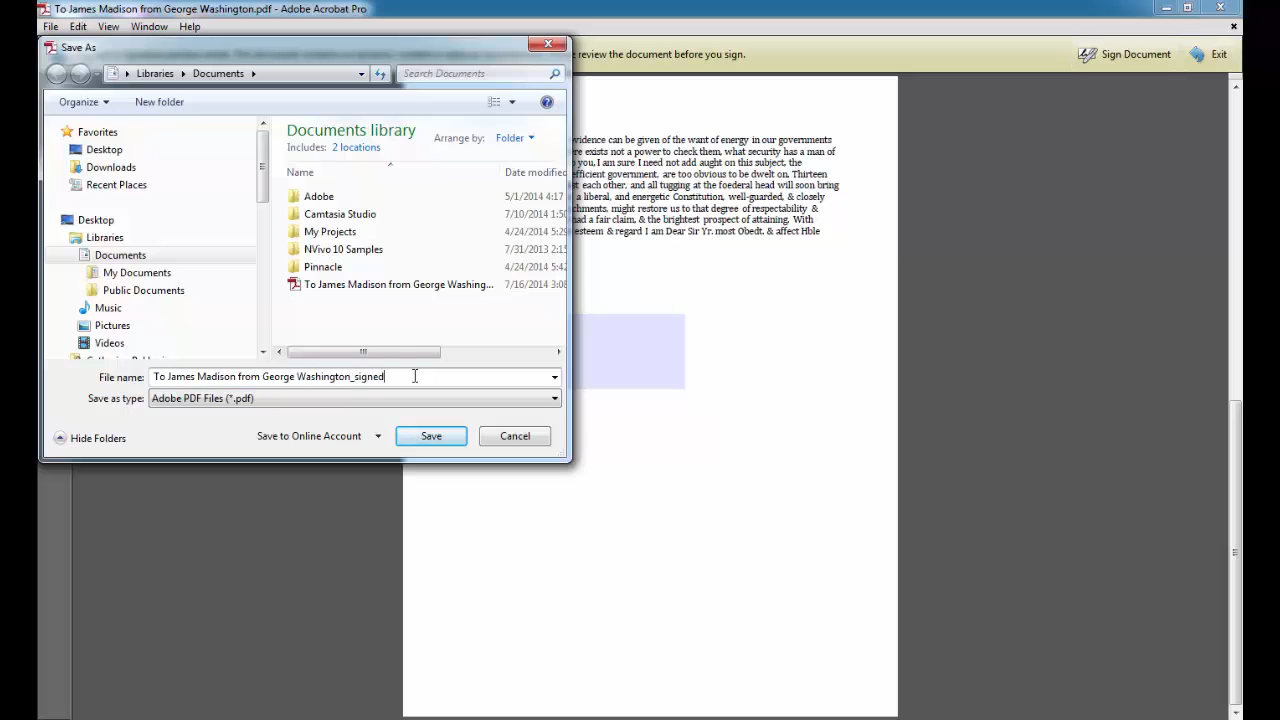 To James Madison from George Washington.pdf - Adobe Acrobat Pro
File Edit View Window Help
Save As
review the document before you sign.
Sign Document
Exit
Libraries Documents
Search Documents
Organize
New folder
Favorites
Desktop
Downloads
Recent Places
Desktop
Libraries
Documents
My Documents
Public Documents
Music
Pictures
Videos
Documents library
Includes: 2 locations
Arrange by: Folder
Name Date modified
Adobe 5/1/2014 4:17
Camtasia Studio 7/10/2014 1:50
My Projects 4/24/2014 5:29
NVivo 10 Samples 7/31/2013 2:15
Pinnacle 4/24/2014 5:42
To James Madison from George Washing... 7/16/2014 3:08
File name: To James Madison from George Washington_signed
Save as type: Adobe PDF Files (*.pdf)
Hide Folders
Save to Online Account
Save
Cancel
vidence can be given of the want of energy in our governments
re exists not a power to check them, what security has a man of
you, I am sure I need not add aught on this subject, the
efficient government, are too obvious to be dwelt on. Thirteen
st each other, and all tugging at the foederal head will soon bring
a liberal, and energetic Constitution, well-guarded, & closely
chments, might restore us to that degree of respectability &
had a fair claim, & the brightest prospect of attaining. With
esteem & regard I am Dear Sir Yr. most Obedt. & affect Hble